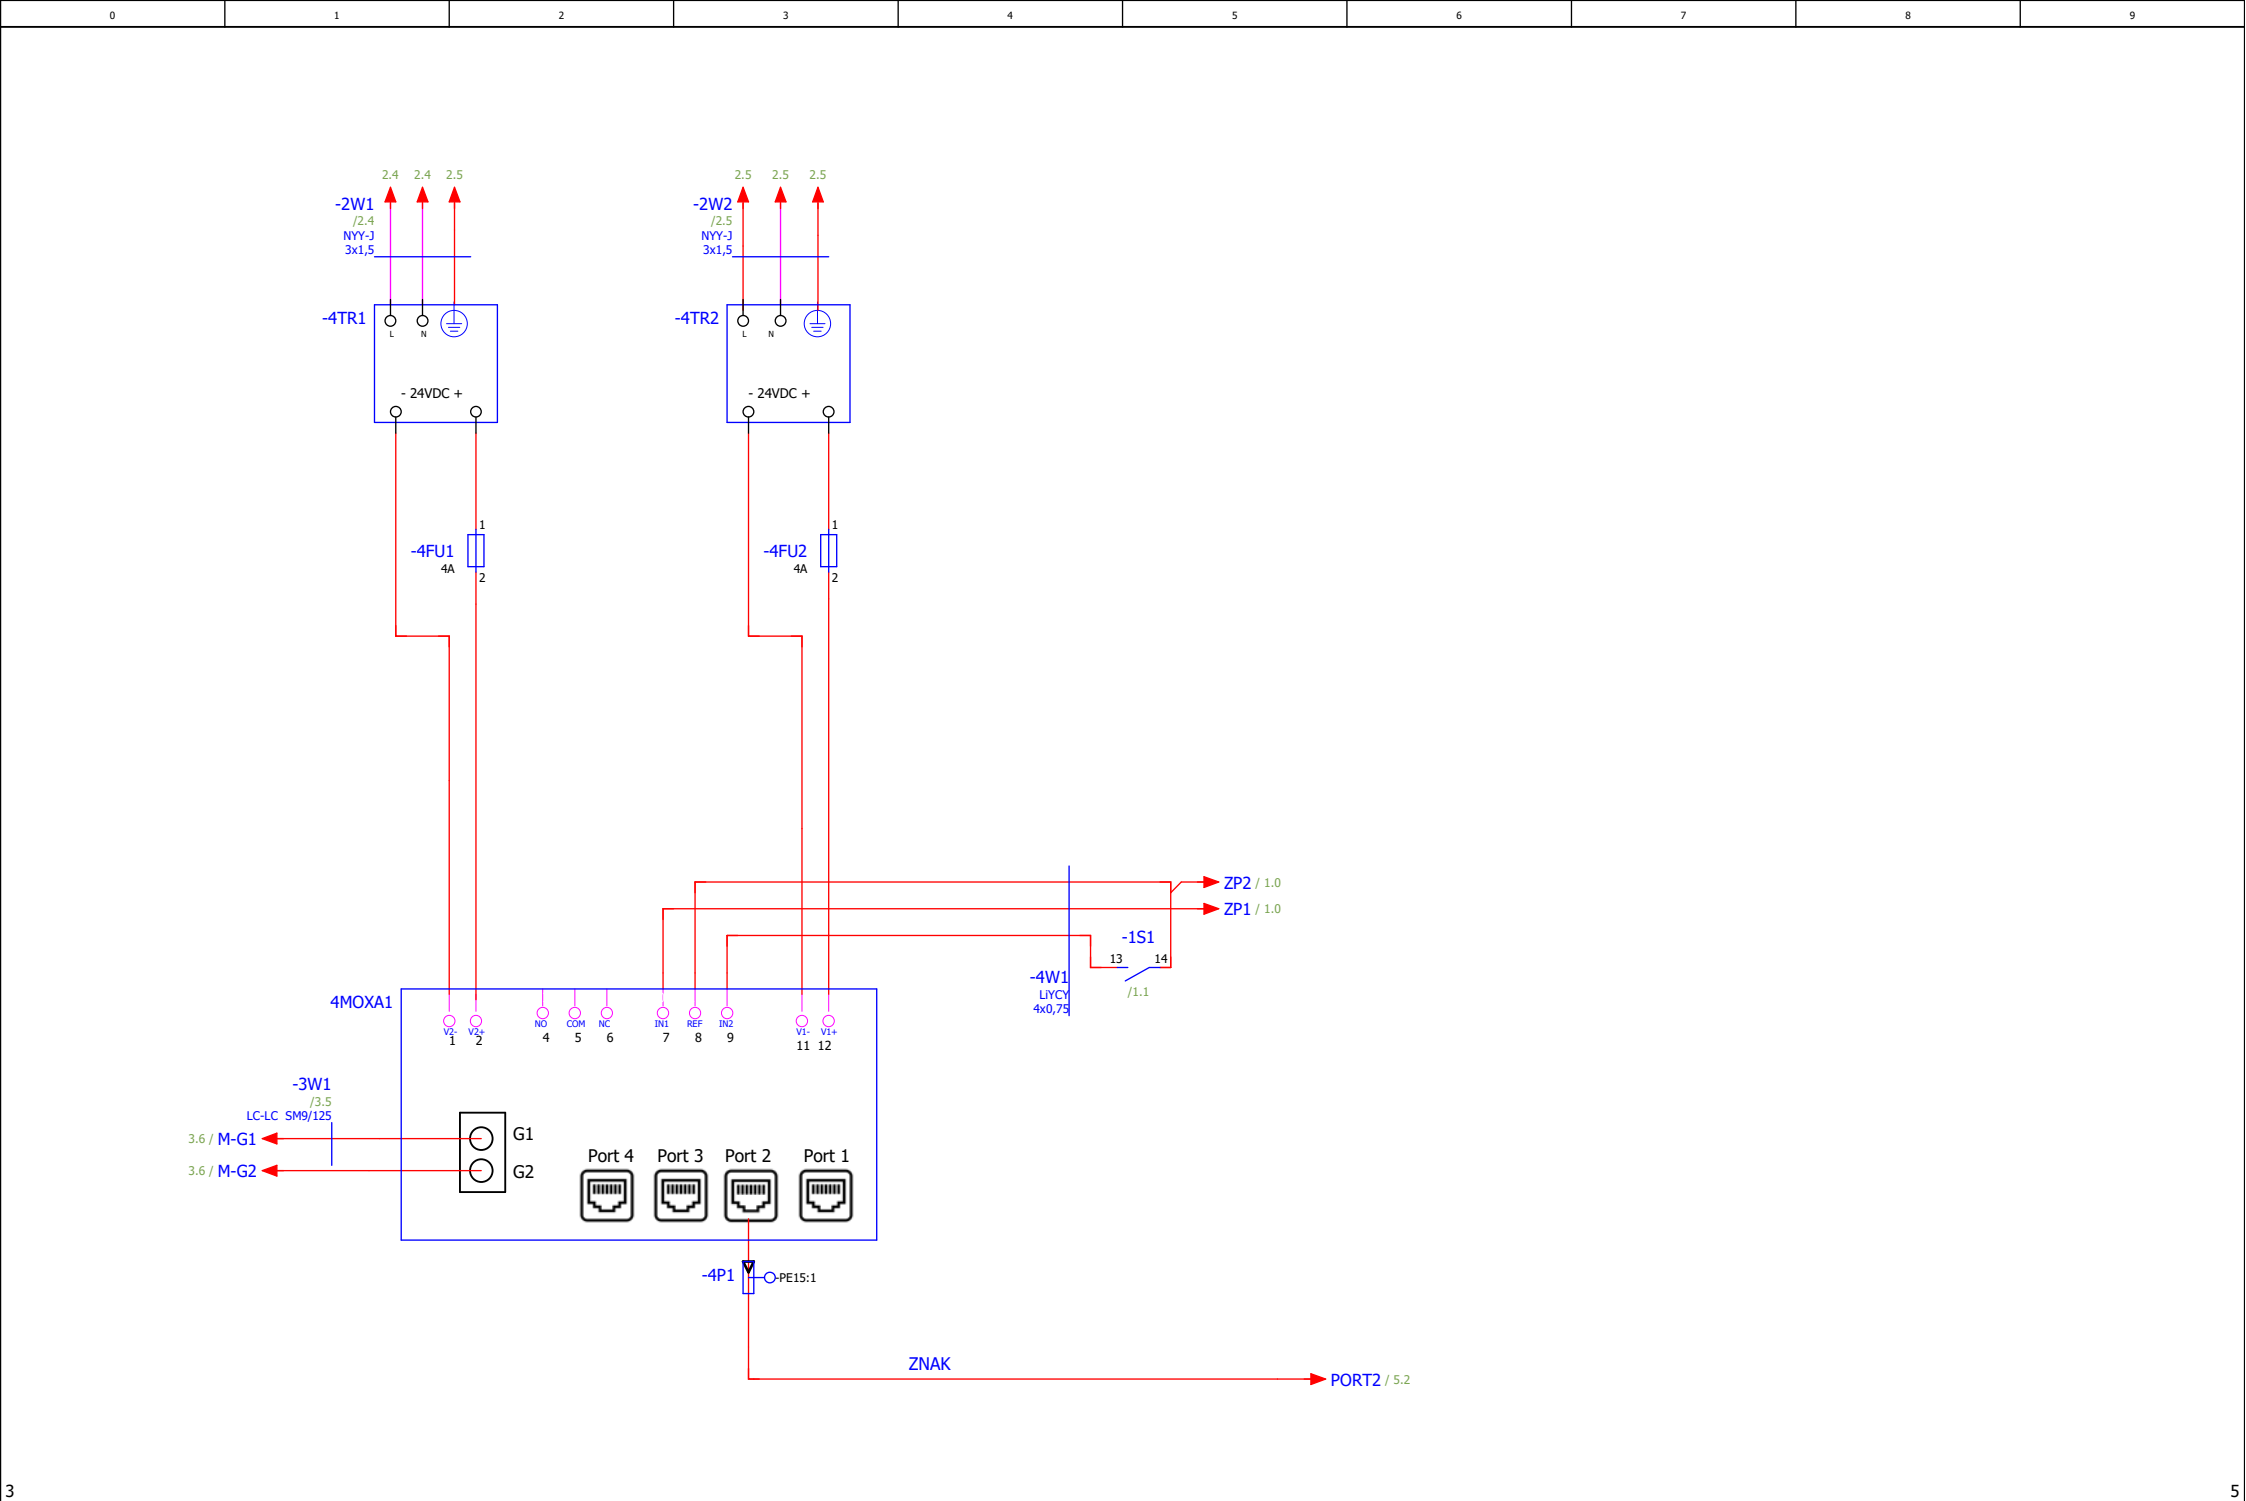 0 1 2 3 4 5 6 7 8 9
2.4 2.4 2.5
-2W1
/2.4
NYY-J
3x1,5
2.5 2.5 2.5
-2W2
/2.5
NYY-J
3x1,5
-4TR1
L N
- 24VDC +
-4TR2
L N
- 24VDC +
1
-4FU1
4A
2
1
-4FU2
4A
2
ZP2 / 1.0
ZP1 / 1.0
-1S1
13 14
/1.1
-4W1
LiYCY
4x0,75
4MOXA1
V2- V2+ NO COM NC IN1 REF IN2 V1- V1+
1 2 4 5 6 7 8 9 11 12
-3W1
/3.5
LC-LC SM9/125
3.6 / M-G1
3.6 / M-G2
G1
G2
Port 4 Port 3 Port 2 Port 1
-4P1
-PE15:1
ZNAK
PORT2 / 5.2
3
5